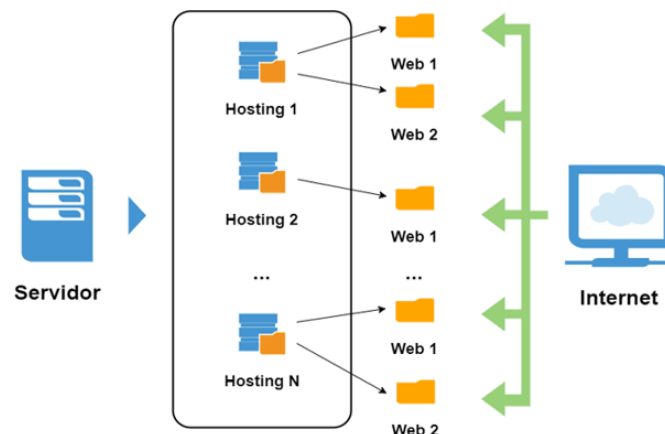 Web 1
Hosting 1
Web 2
Hosting 2
Web 1
Servidor
...
...
Internet
Web 1
Hosting N
Web 2